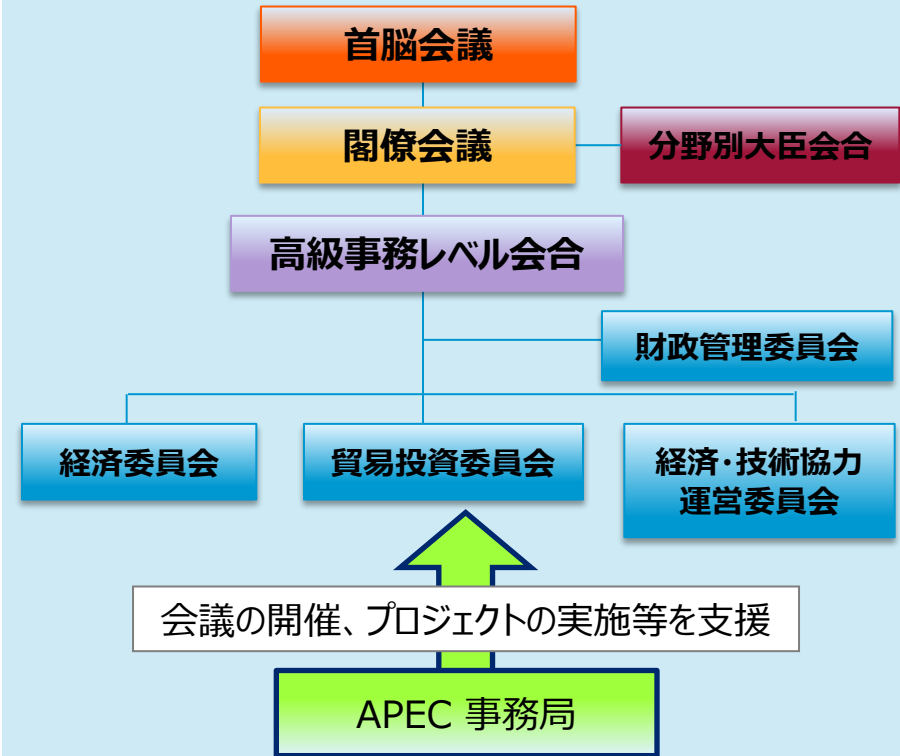 首脳会議
閣僚会議
分野別大臣会合
高級事務レベル会合
財政管理委員会
経済委員会
貿易投資委員会
経済・技術協力
運営委員会
会議の開催、プロジェクトの実施等を支援
APEC 事務局